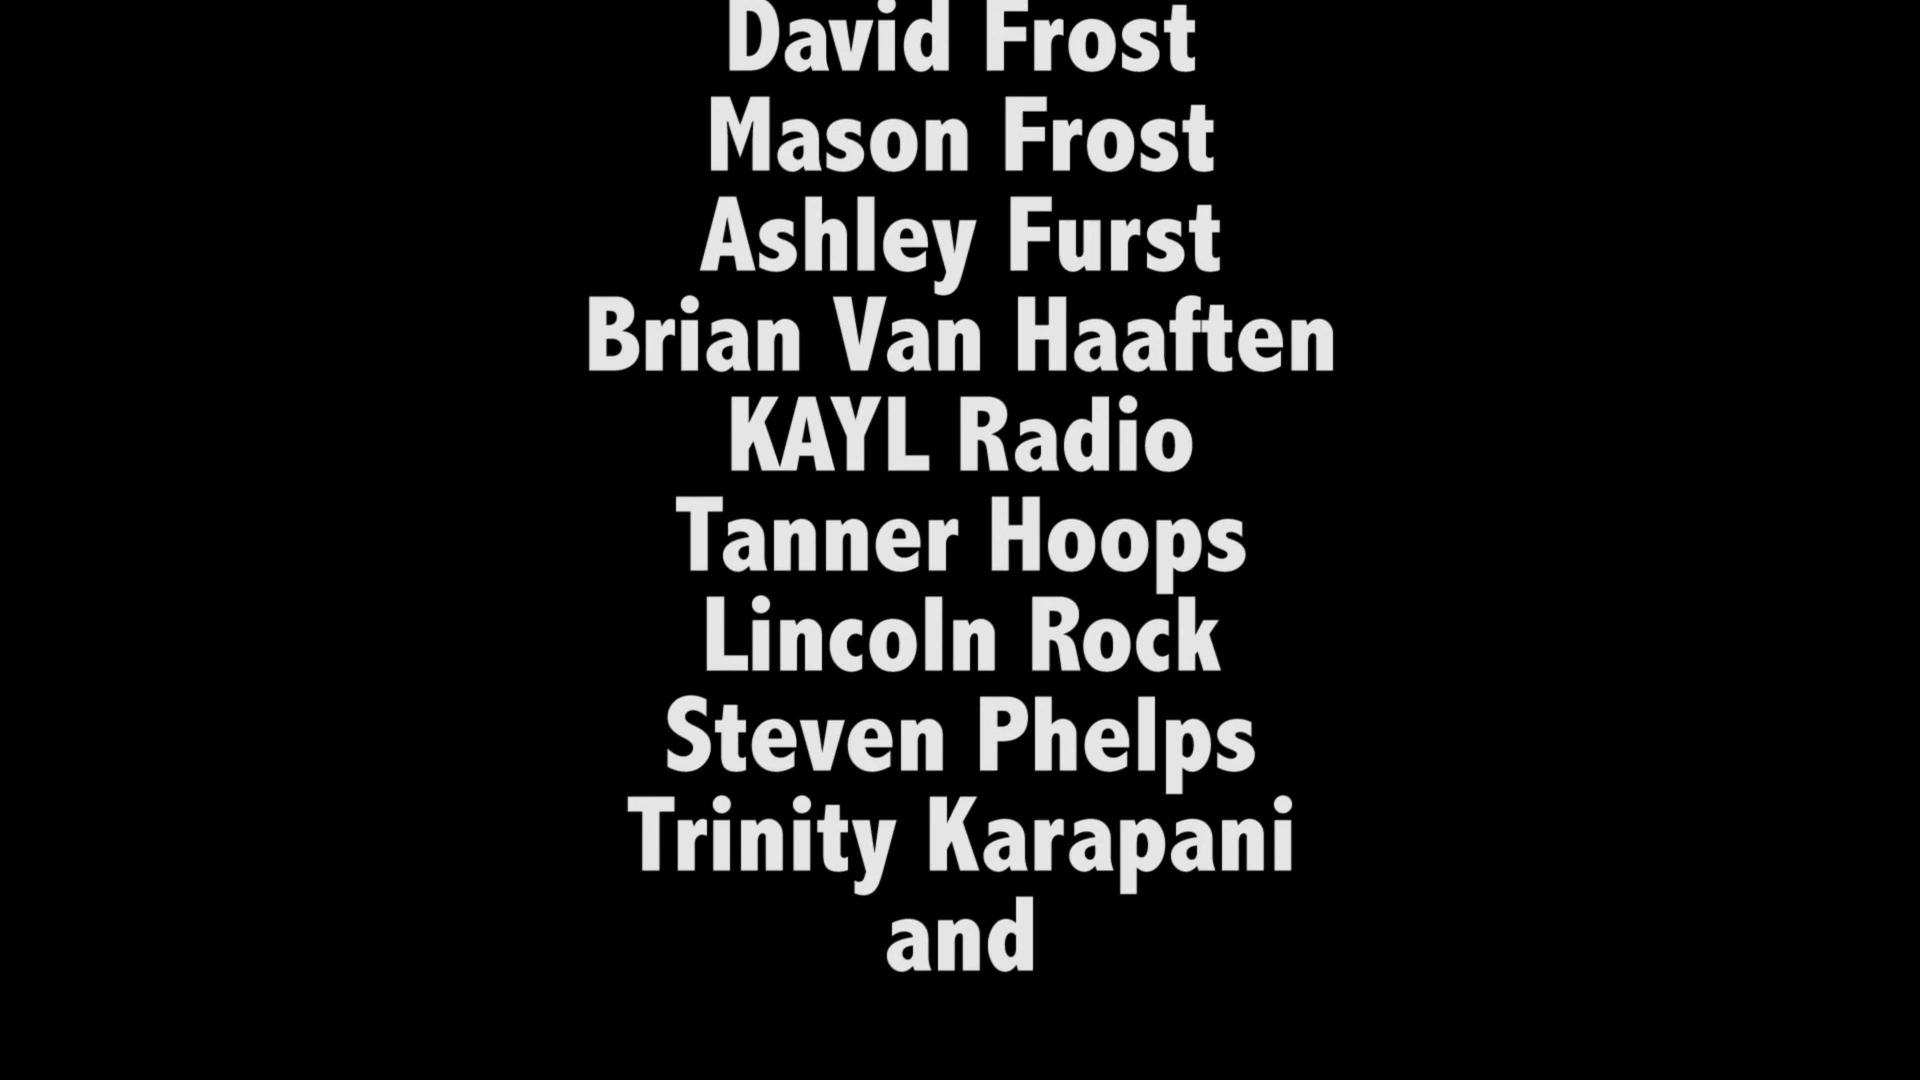 David Frost
Mason Frost
Ashley Furst
Brian Van Haaften
KAYL Radio
Tanner Hoops
Lincoln Rock
Steven Phelps
Trinity Karapani
and